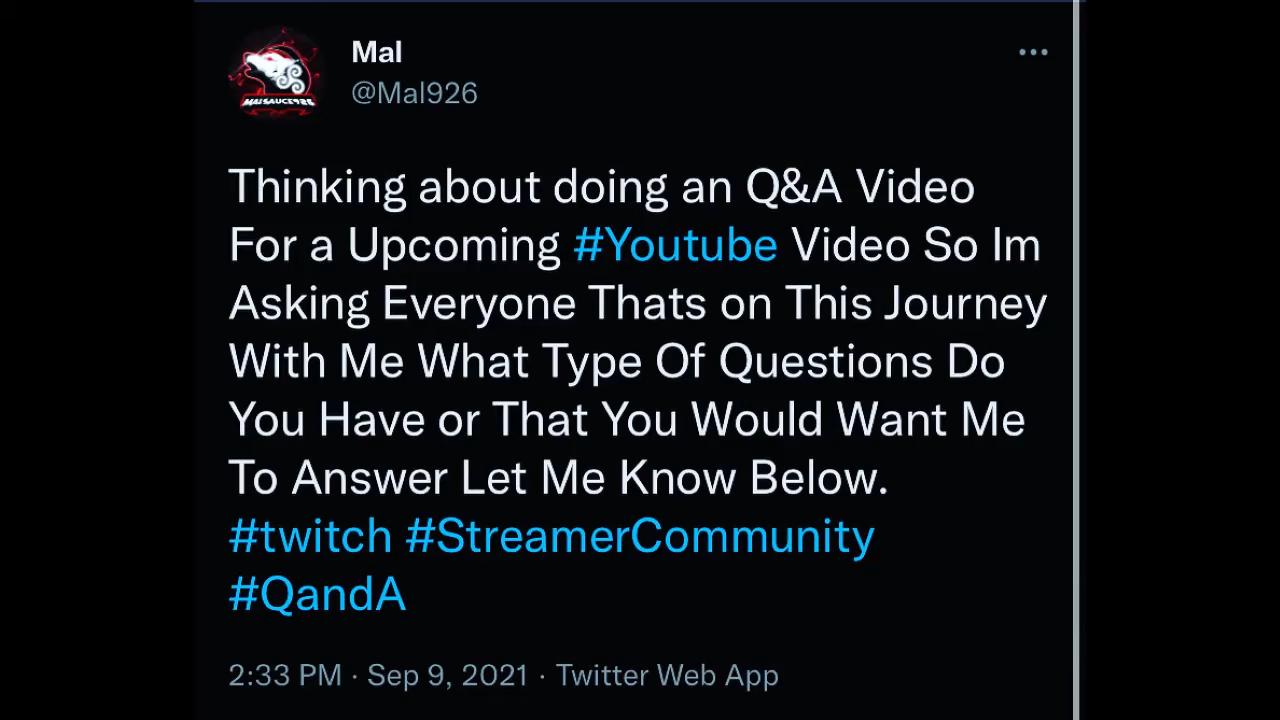 Mal
@Mal926
MALSAUCE926
Thinking about doing an Q&A Video
For a Upcoming #Youtube Video So Im
Asking Everyone Thats on This Journey
With Me What Type Of Questions Do
You Have or That You Would Want Me
To Answer Let Me Know Below.
#twitch #StreamerCommunity
#QandA
2:33 PM · Sep 9, 2021 · Twitter Web App